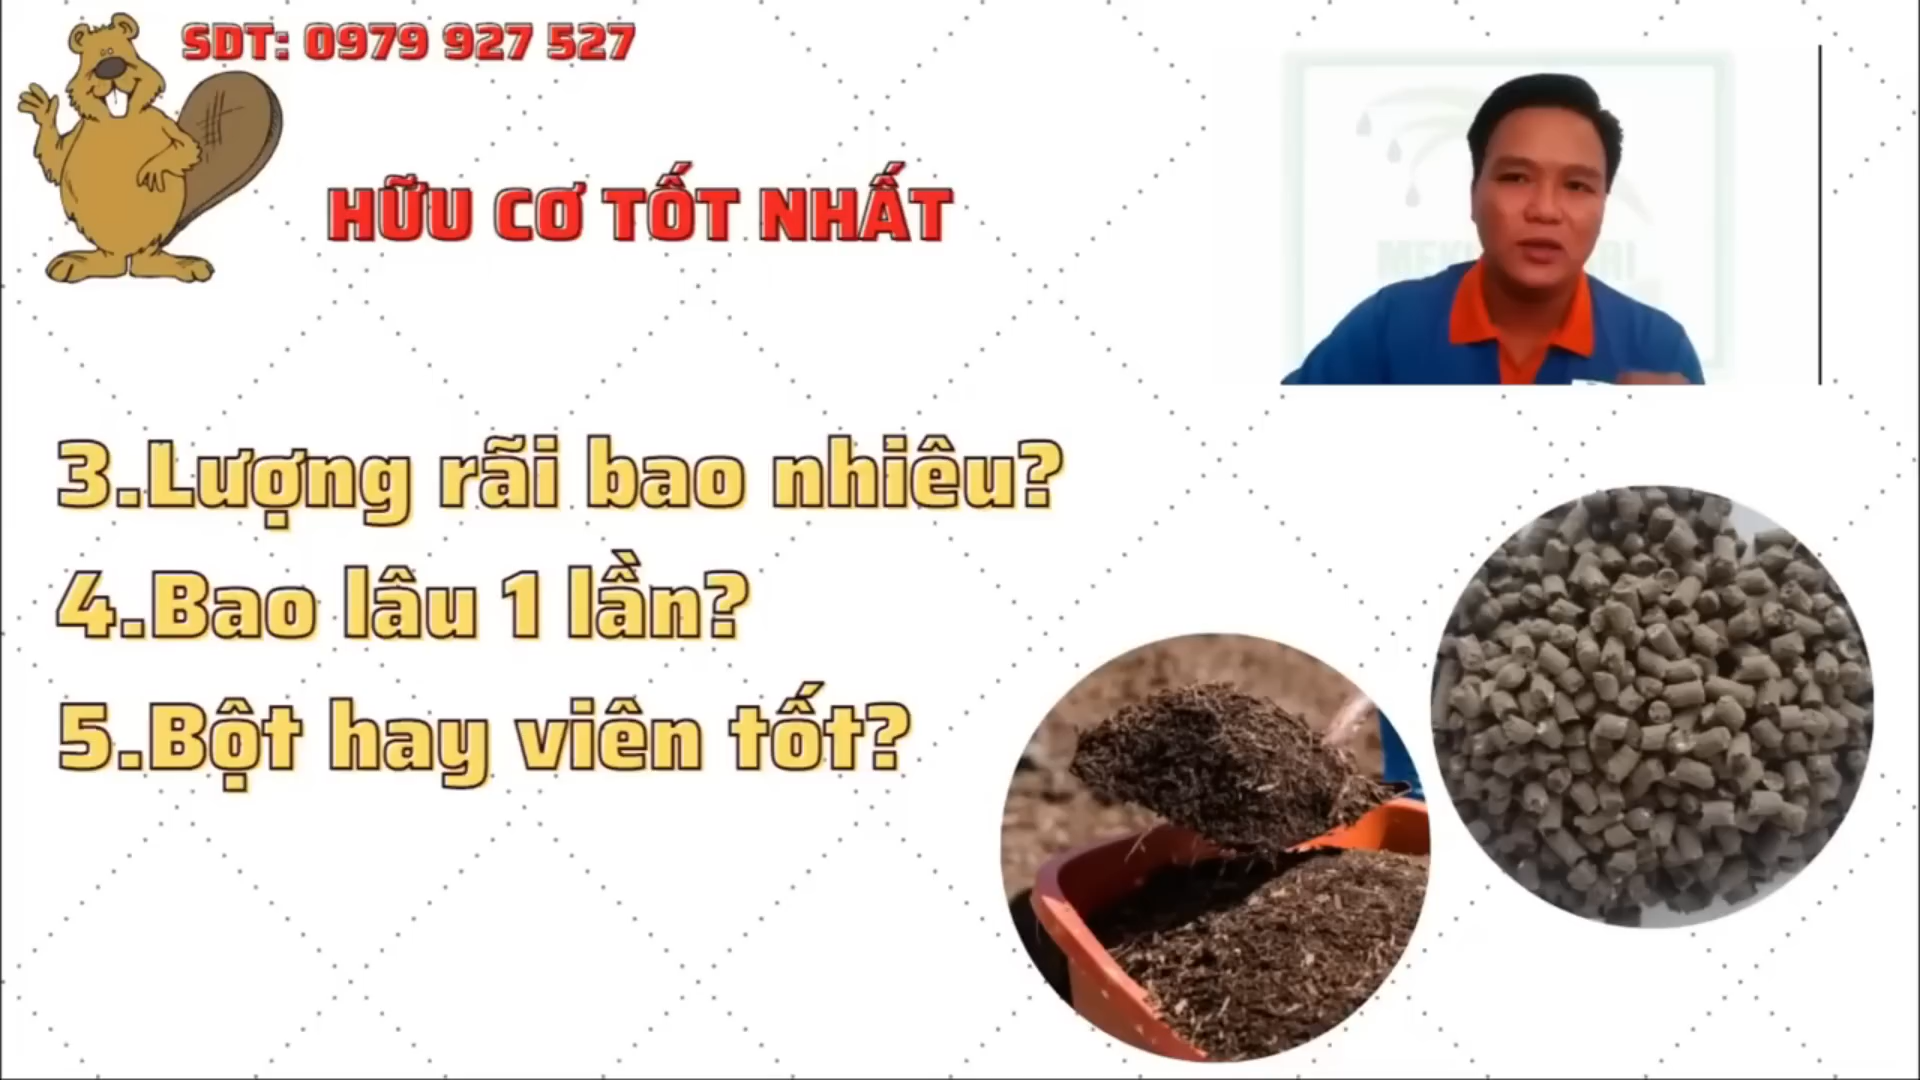 SDT: 0979 927 527
HỮU CƠ TỐT NHẤT
3.Lượng rãi bao nhiêu?
4.Bao lâu 1 lần?
5.Bột hay viên tốt?